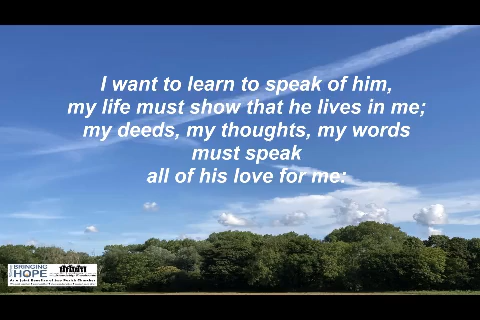 I want to learn to speak of him,
my life must show that he lives in me;
my deeds, my thoughts, my words
must speak
all of his love for me:
BRINGING
HOPE